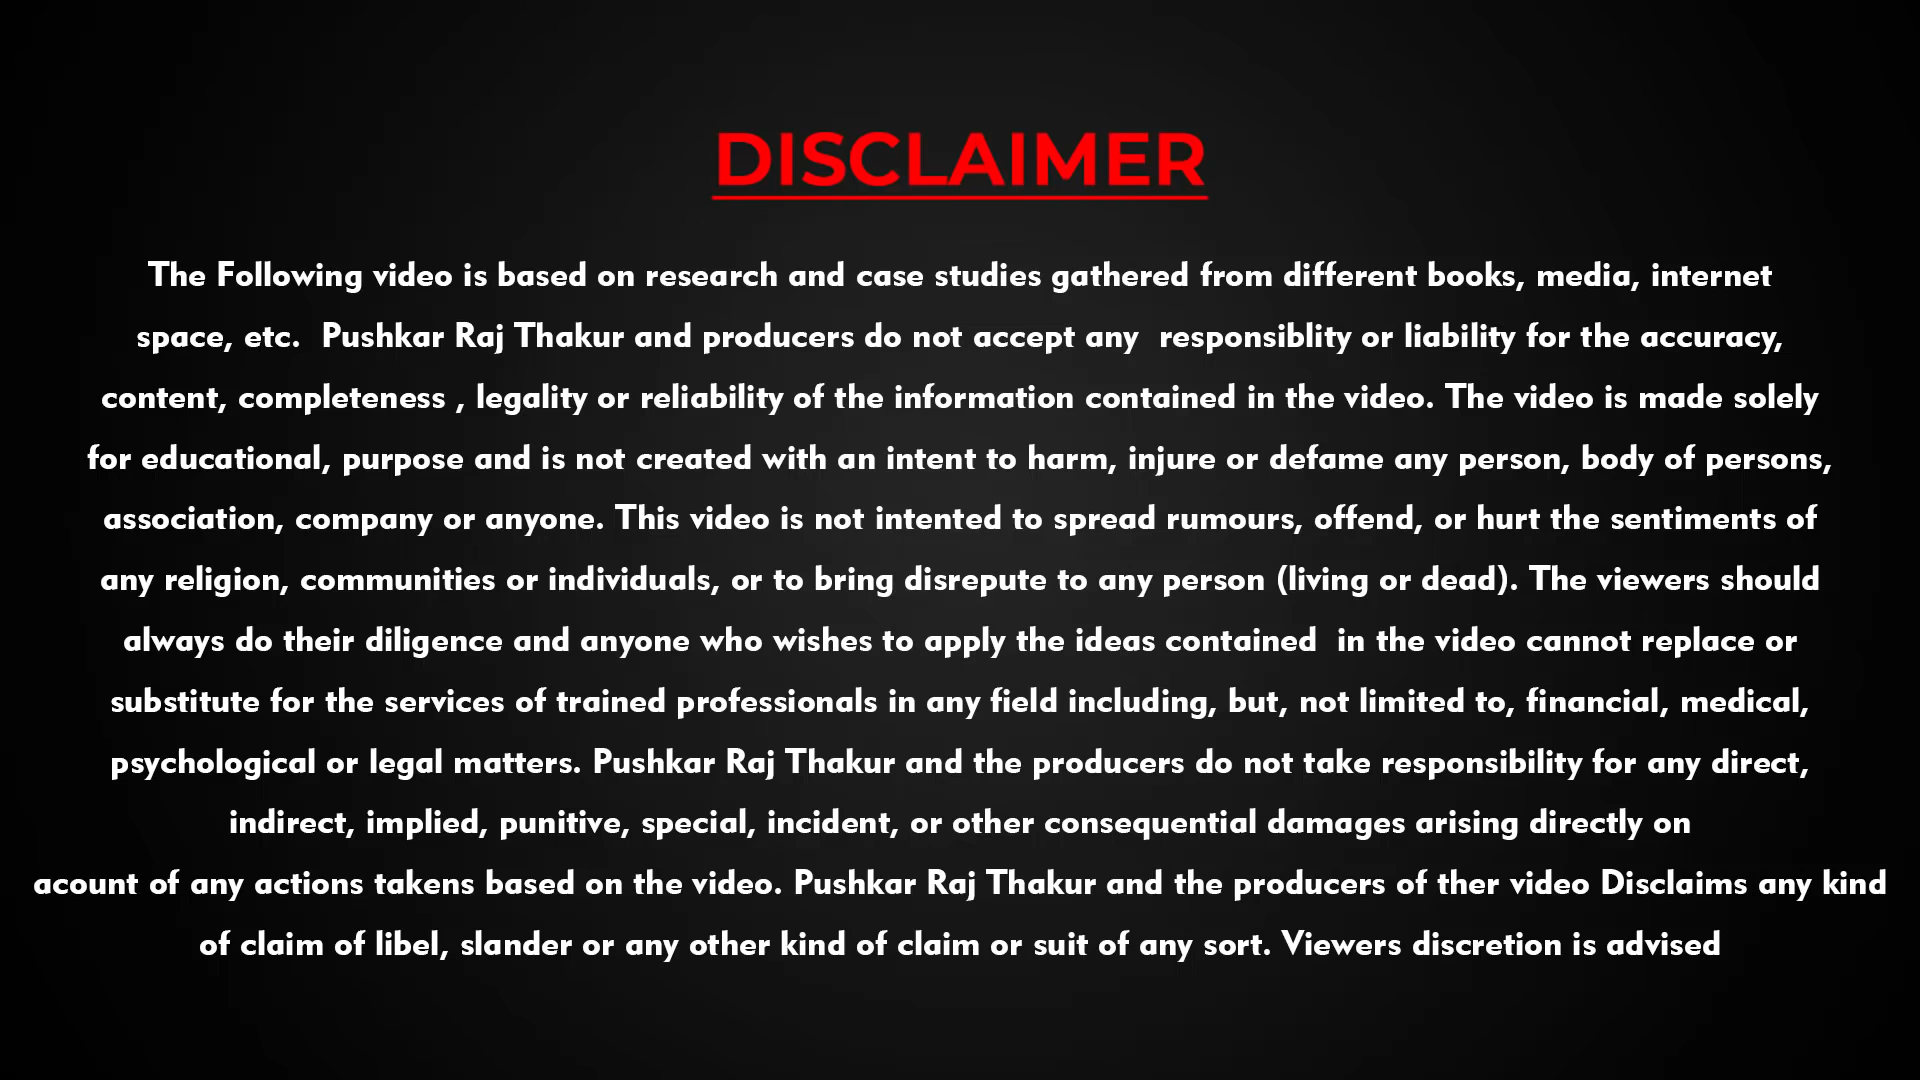 DISCLAIMER
The Following video is based on research and case studies gathered from different books, media, internet
space, etc.  Pushkar Raj Thakur and producers do not accept any  responsiblity or liability for the accuracy,
content, completeness , legality or reliability of the information contained in the video. The video is made solely
for educational, purpose and is not created with an intent to harm, injure or defame any person, body of persons,
association, company or anyone. This video is not intented to spread rumours, offend, or hurt the sentiments of
any religion, communities or individuals, or to bring disrepute to any person (living or dead). The viewers should
always do their diligence and anyone who wishes to apply the ideas contained  in the video cannot replace or
substitute for the services of trained professionals in any field including, but, not limited to, financial, medical,
psychological or legal matters. Pushkar Raj Thakur and the producers do not take responsibility for any direct,
indirect, implied, punitive, special, incident, or other consequential damages arising directly on
acount of any actions takens based on the video. Pushkar Raj Thakur and the producers of ther video Disclaims any kind
of claim of libel, slander or any other kind of claim or suit of any sort. Viewers discretion is advised